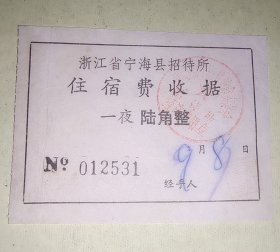 浙江省宁海县招待所
住宿费收据
一夜 陆角整
9月8日
№ 012531
经手人